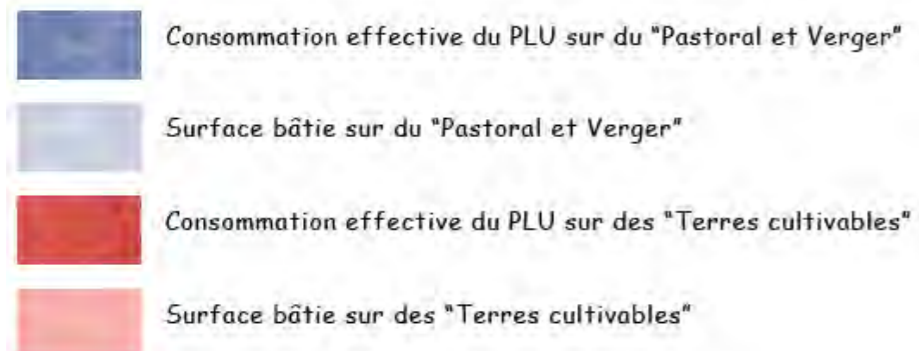 Consommation effective du PLU sur du "Pastoral et Verger"
Surface bâtie sur du "Pastoral et Verger"
Consommation effective du PLU sur des "Terres cultivables"
Surface bâtie sur des "Terres cultivables"